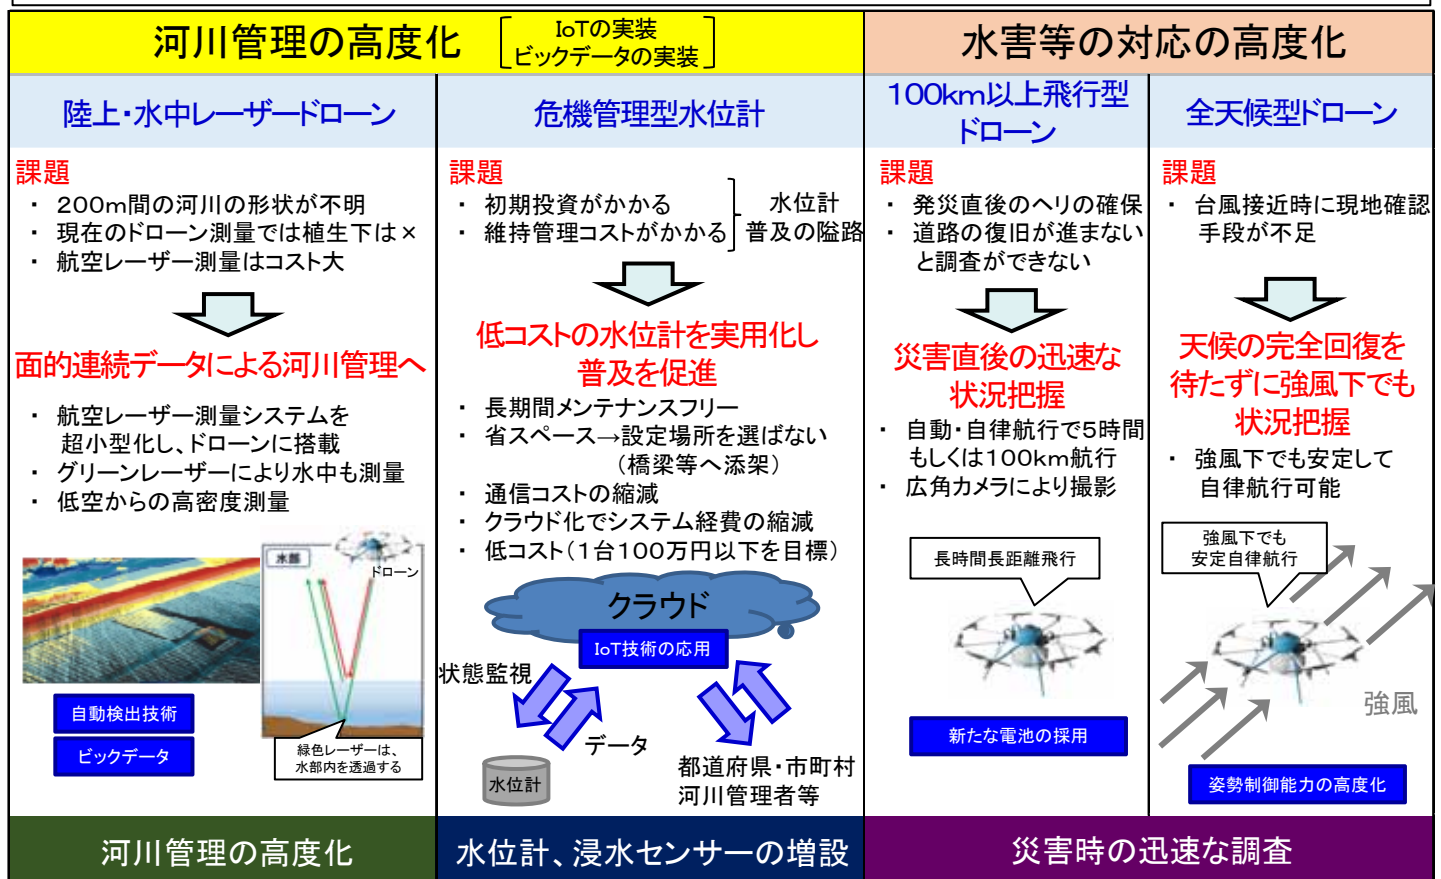 河川管理の高度化
IoTの実装
ビックデータの実装
水害等の対応の高度化
陸上・水中レーザードローン
課題
・ 200m間の河川の形状が不明
・ 現在のドローン測量では植生下は×
・ 航空レーザー測量はコスト大
面的連続データによる河川管理へ
・ 航空レーザー測量システムを
超小型化し、ドローンに搭載
・ グリーンレーザーにより水中も測量
・ 低空からの高密度測量
水部
ドローン
自動検出技術
ビックデータ
緑色レーザーは、
水部内を透過する
河川管理の高度化
危機管理型水位計
課題
・ 初期投資がかかる
・ 維持管理コストがかかる
水位計
普及の隘路
低コストの水位計を実用化し
普及を促進
・ 長期間メンテナンスフリー
・ 省スペース→設定場所を選ばない
（橋梁等へ添架）
・ 通信コストの縮減
・ クラウド化でシステム経費の縮減
・ 低コスト（１台100万円以下を目標）
クラウド
IoT技術の応用
状態監視
データ
水位計
都道府県・市町村
河川管理者等
水位計、浸水センサーの増設
100km以上飛行型
ドローン
課題
・ 発災直後のヘリの確保
・ 道路の復旧が進まない
と調査ができない
災害直後の迅速な
状況把握
・ 自動・自律航行で５時間
もしくは100km航行
・ 広角カメラにより撮影
長時間長距離飛行
新たな電池の採用
全天候型ドローン
課題
・ 台風接近時に現地確認
手段が不足
天候の完全回復を
待たずに強風下でも
状況把握
・ 強風下でも安定して
自律航行可能
強風下でも
安定自律航行
強風
姿勢制御能力の高度化
災害時の迅速な調査